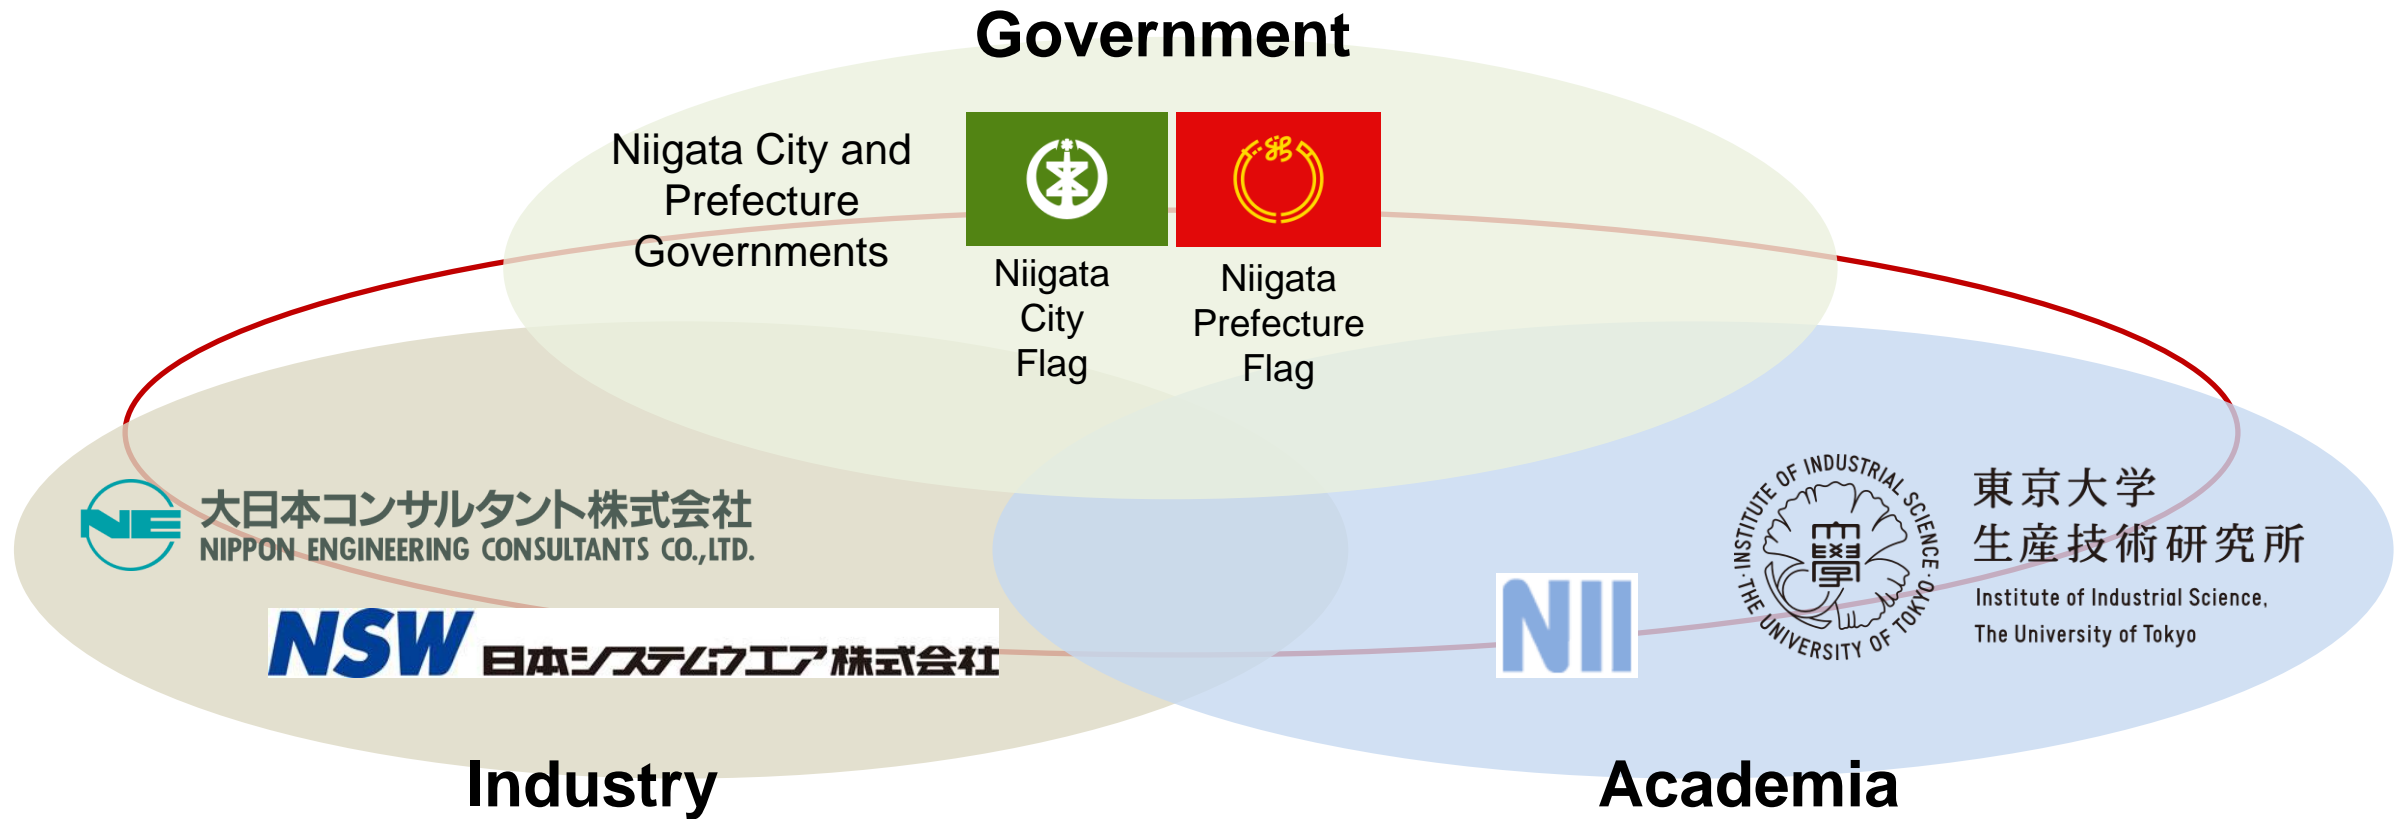 Government
Niigata City and
Prefecture
Governments
Niigata
City
Flag
Niigata
Prefecture
Flag
NE
大日本コンサルタント株式会社
NIPPON ENGINEERING CONSULTANTS CO.,LTD.
NSW 日本システムウエア株式会社
NII
INSTITUTE OF INDUSTRIAL SCIENCE · THE UNIVERSITY OF TOKYO ·
東京大学
生産技術研究所
Institute of Industrial Science,
The University of Tokyo
Industry
Academia